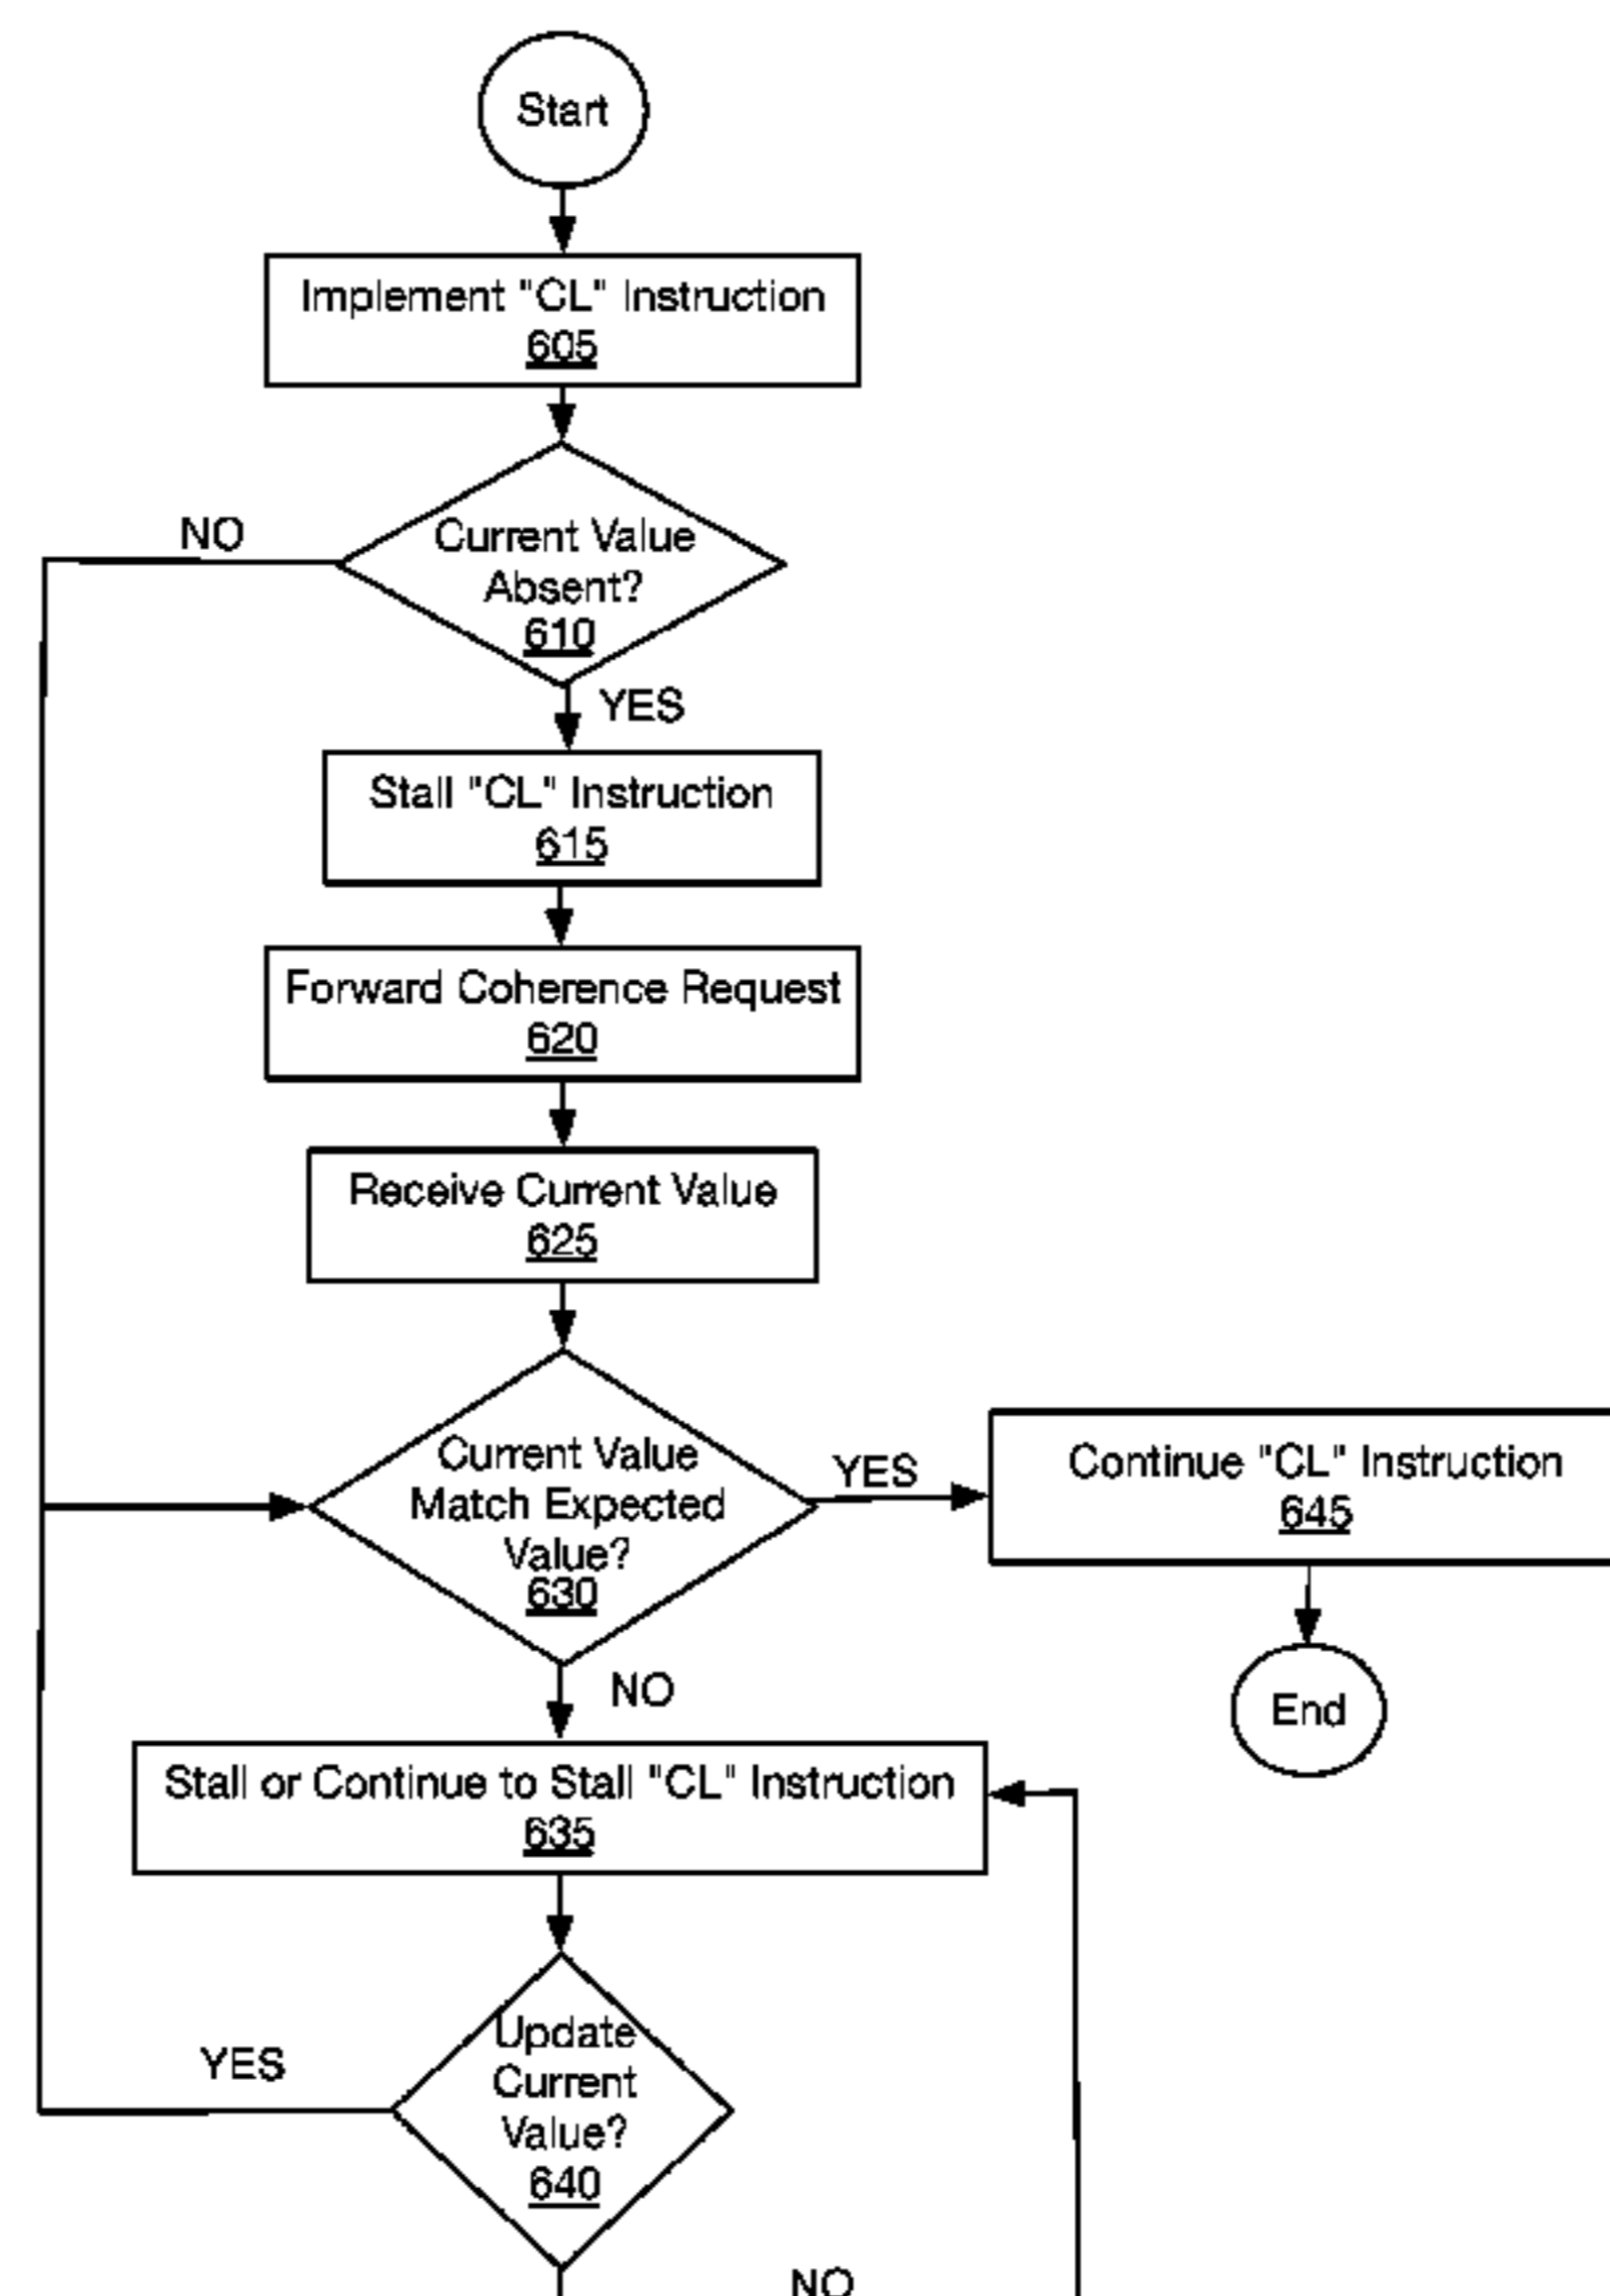 Start
Implement "CL" Instruction
605
NO
Current Value
Absent?
610
YES
Stall "CL" Instruction
615
Forward Coherence Request
620
Receive Current Value
625
Current Value
Match Expected
Value?
630
YES
Continue "CL" Instruction
645
NO
End
Stall or Continue to Stall "CL" Instruction
635
Update
Current
Value?
640
YES
NO